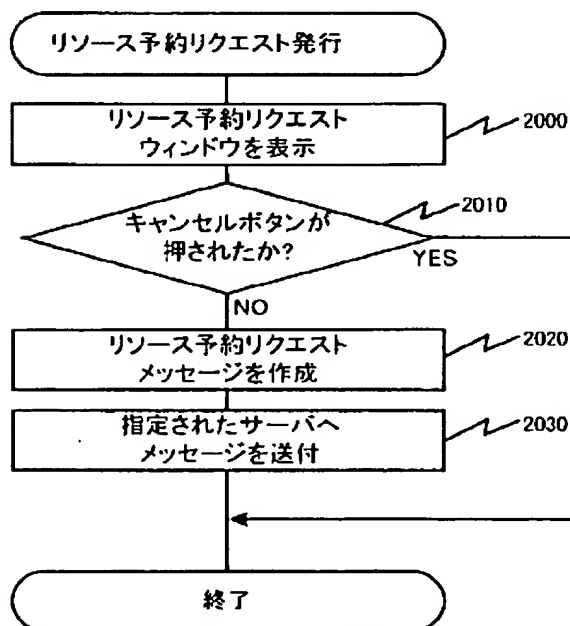 リソース予約リクエスト発行
リソース予約リクエスト
ウィンドウを表示
2000
キャンセルボタンが
押されたか?
2010
YES
NO
リソース予約リクエスト
メッセージを作成
2020
指定されたサーバへ
メッセージを送付
2030
終了